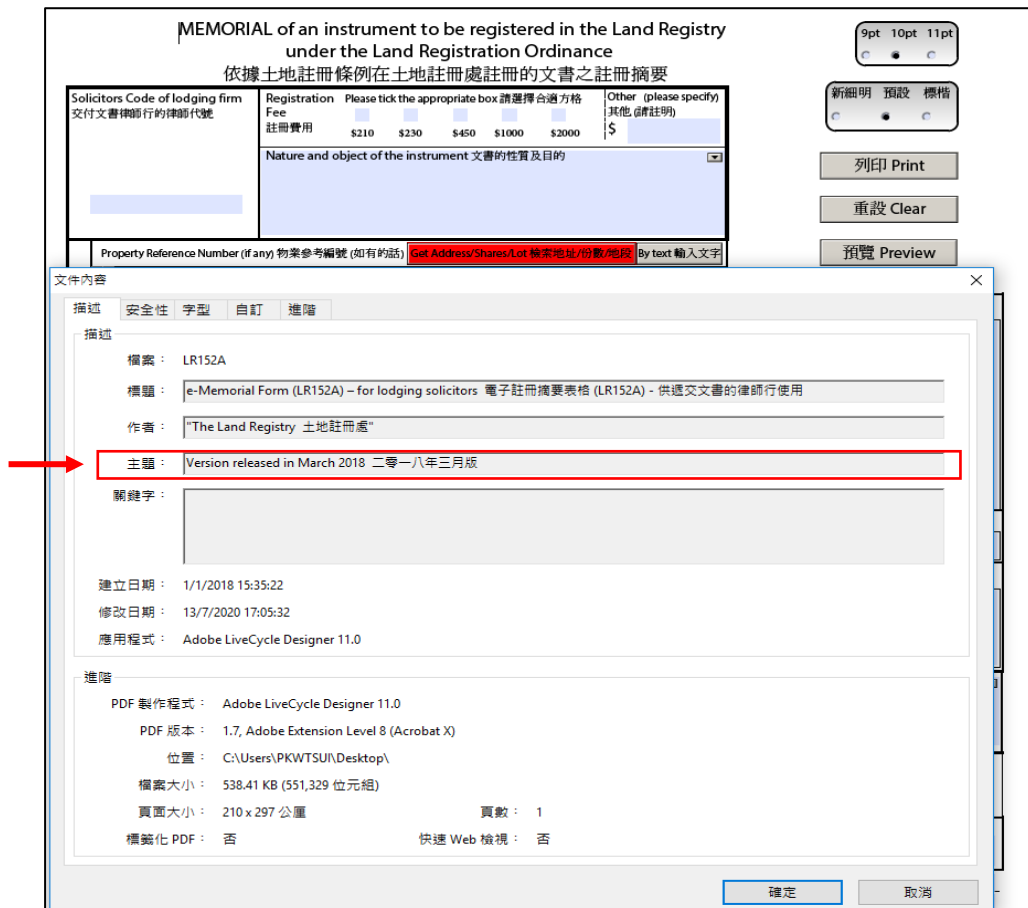 MEMORIAL of an instrument to be registered in the Land Registry
under the Land Registration Ordinance
依據土地註冊條例在土地註冊處註冊的文書之註冊摘要
9pt 10pt 11pt
新細明 預設 標楷
Solicitors Code of lodging firm
交付文書律師行的律師代號
Registration Please tick the appropriate box 請選擇合適方格
Fee
註冊費用
$210 $230 $450 $1000 $2000
Other (please specify)
其他 (請註明)
$
Nature and object of the instrument 文書的性質及目的
列印 Print
重設 Clear
預覽 Preview
Property Reference Number (if any) 物業參考編號 (如有的話) Get Address/Shares/Lot 檢索地址/份數/地段 By text 輸入文字
文件內容
描述 安全性 字型 自訂 進階
描述
檔案： LR152A
標題： e-Memorial Form (LR152A) – for lodging solicitors 電子註冊摘要表格 (LR152A) - 供遞交文書的律師行使用
作者： "The Land Registry 土地註冊處"
主題： Version released in March 2018 二零一八年三月版
關鍵字：
建立日期： 1/1/2018 15:35:22
修改日期： 13/7/2020 17:05:32
應用程式： Adobe LiveCycle Designer 11.0
進階
PDF 製作程式： Adobe LiveCycle Designer 11.0
PDF 版本： 1.7, Adobe Extension Level 8 (Acrobat X)
位置： C:\Users\PKWTSUI\Desktop\
檔案大小： 538.41 KB (551,329 位元組)
頁面大小： 210 x 297 公厘 頁數： 1
標籤化 PDF： 否 快速 Web 檢視： 否
確定 取消